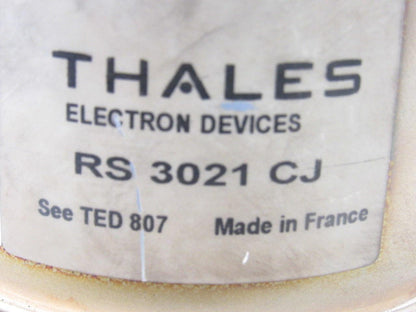 THALES
ELECTRON DEVICES
RS 3021 CJ
See TED 807 Made in France